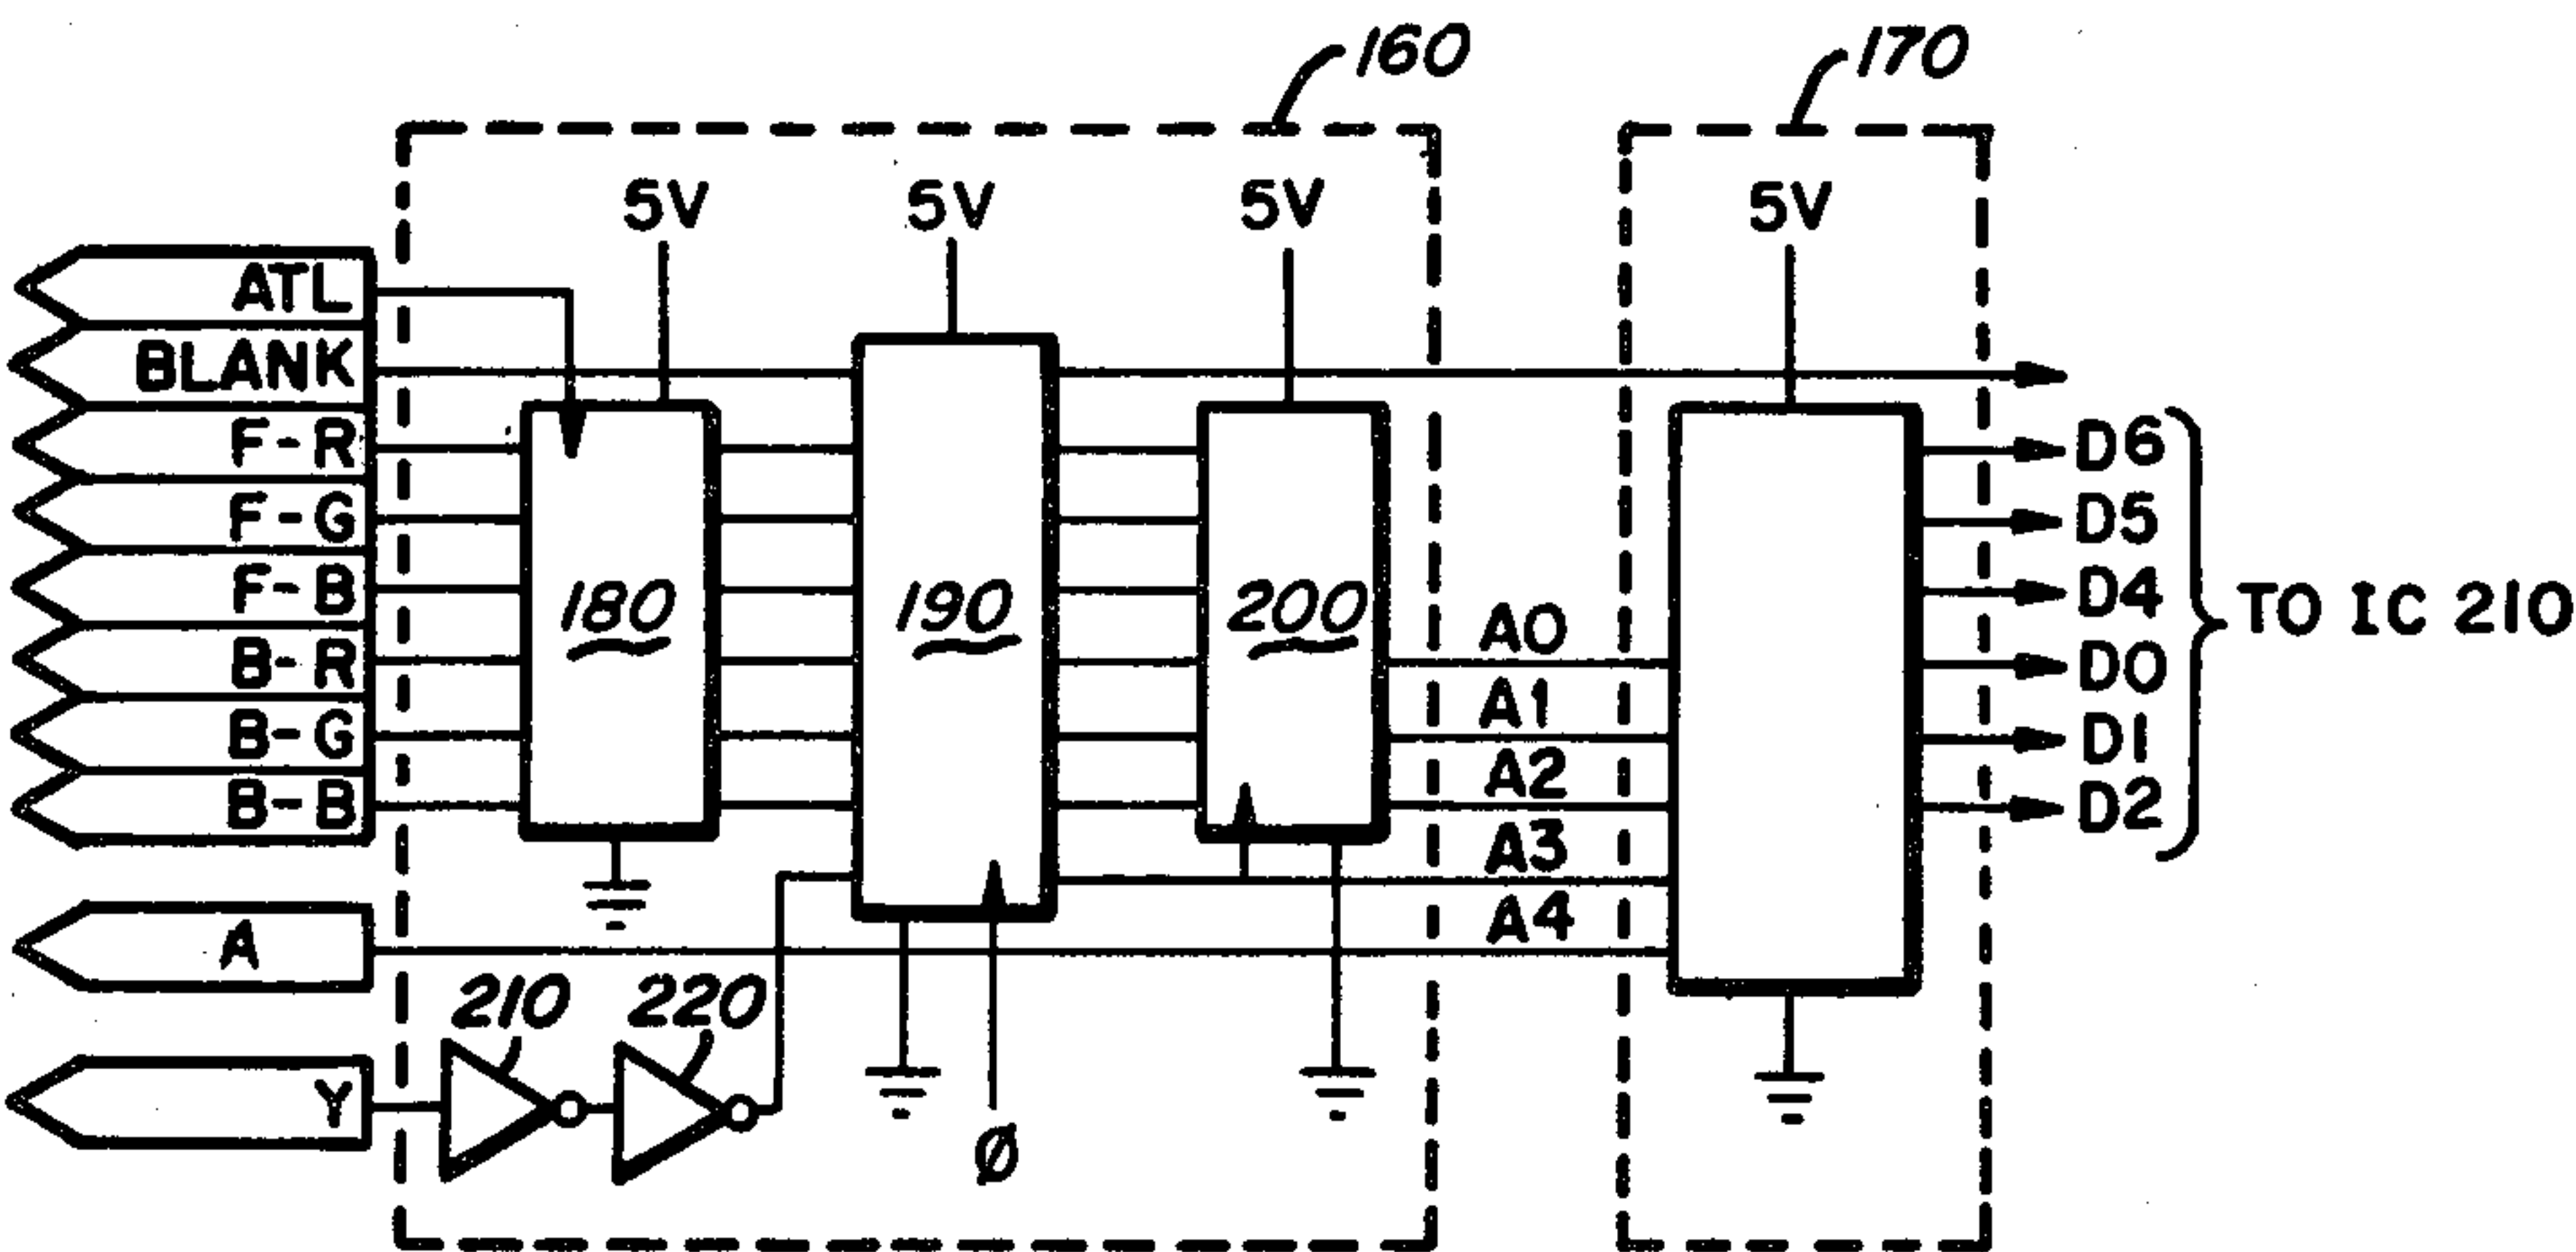 160
170
5V
5V
5V
5V
ATL
BLANK
F-R
F-G
F-B
B-R
B-G
B-B
A
Y
180
190
200
210
220
Ø
A0
A1
A2
A3
A4
D6
D5
D4
D0
D1
D2
TO IC 210